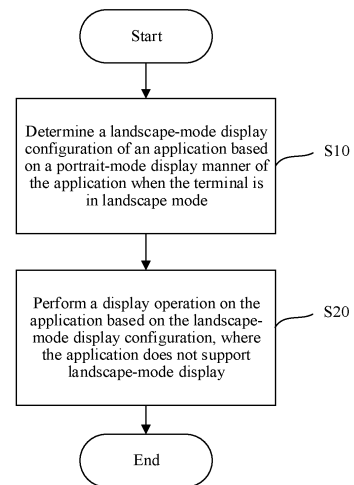 Start
Determine a landscape-mode display
configuration of an application based
on a portrait-mode display manner of
the application when the terminal is
in landscape mode
S10
Perform a display operation on the
application based on the landscape-
mode display configuration, where
the application does not support
landscape-mode display
S20
End